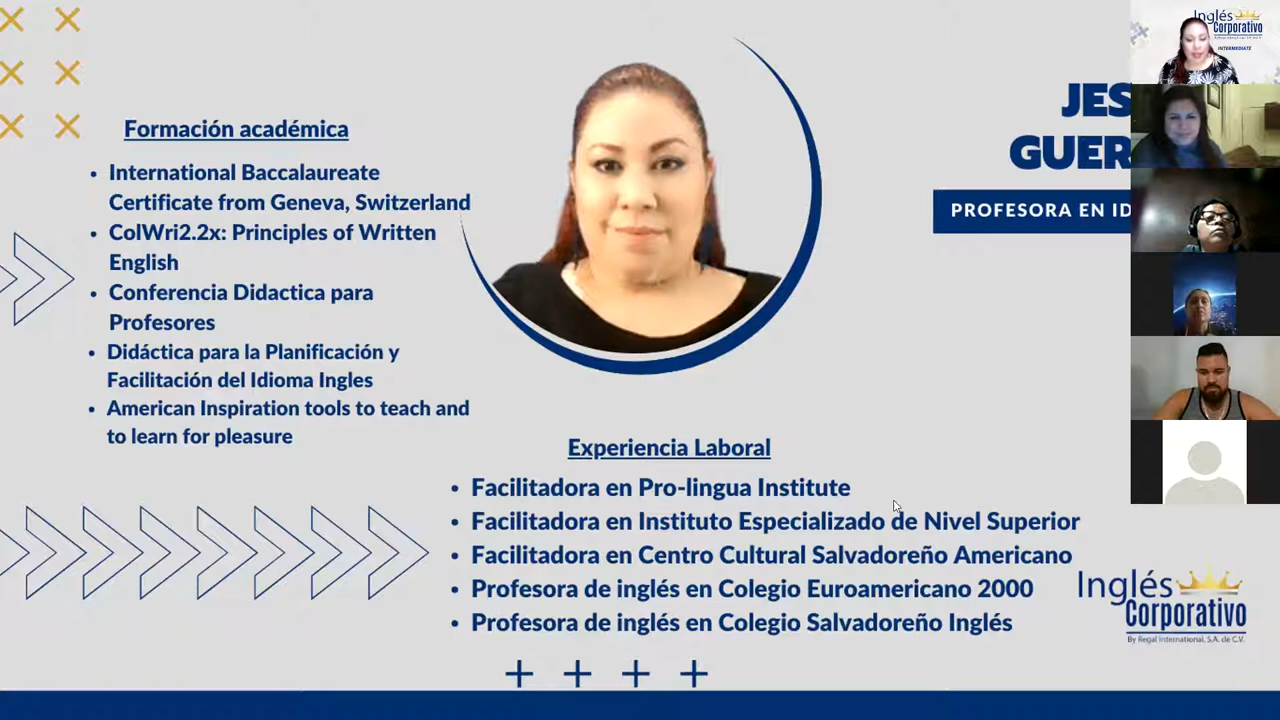 Formación académica
International Baccalaureate
Certificate from Geneva, Switzerland
ColWri2.2x: Principles of Written
English
Conferencia Didactica para
Profesores
Didáctica para la Planificación y
Facilitación del Idioma Ingles
American Inspiration tools to teach and
to learn for pleasure
JES
GUER
PROFESORA EN ID
Experiencia Laboral
Facilitadora en Pro-lingua Institute
Facilitadora en Instituto Especializado de Nivel Superior
Facilitadora en Centro Cultural Salvadoreño Americano
Profesora de inglés en Colegio Euroamericano 2000
Profesora de inglés en Colegio Salvadoreño Inglés
Inglés
Corporativo
By Regal International, S.A. de C.V.
Inglés
Corporativo
INTERMEDIATE